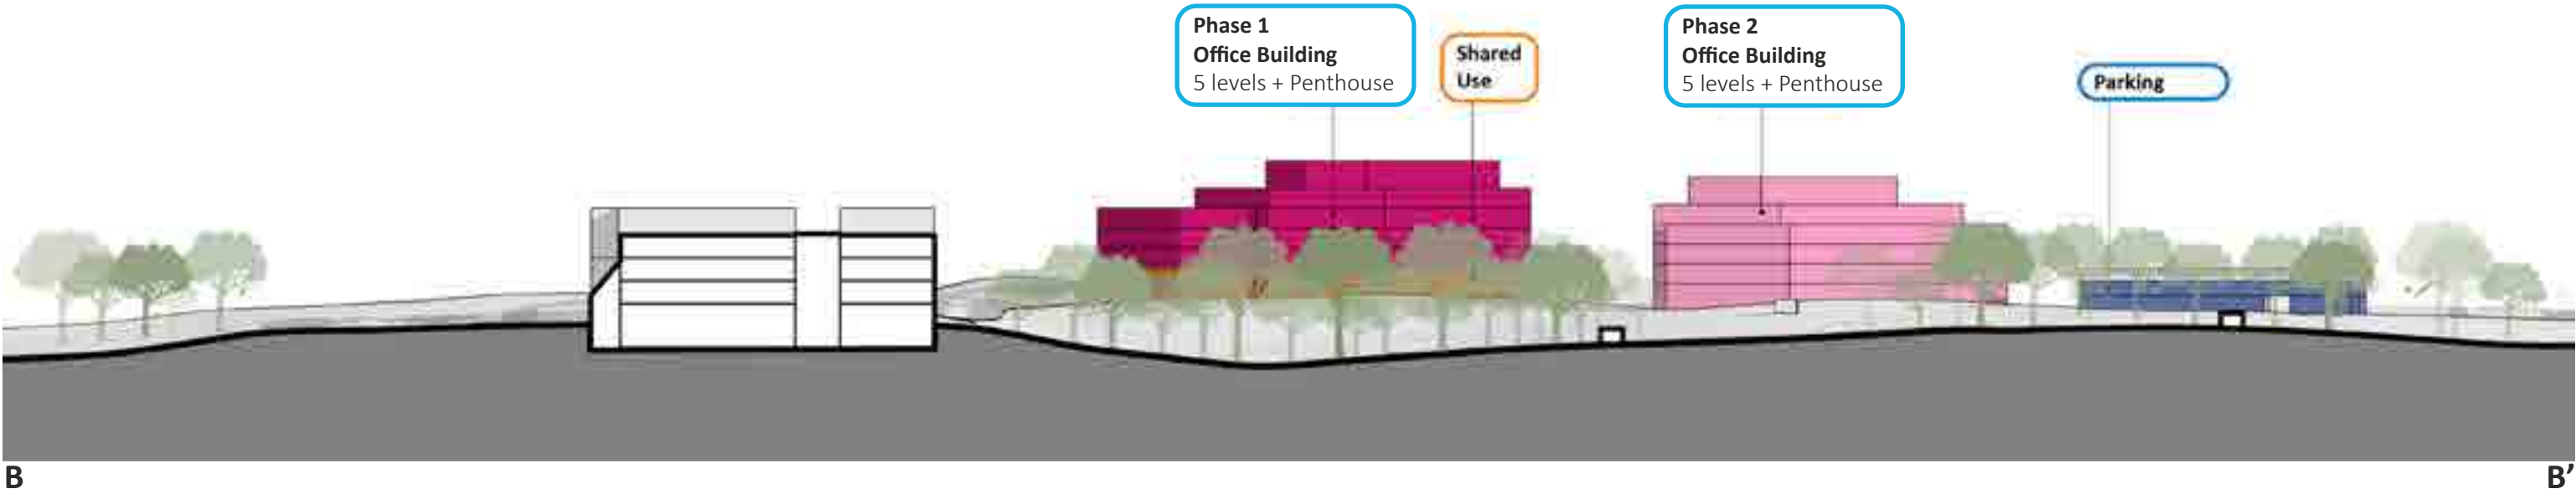 Phase 1
Office Building
5 levels + Penthouse
Shared
Use
Phase 2
Office Building
5 levels + Penthouse
Parking
B
B’